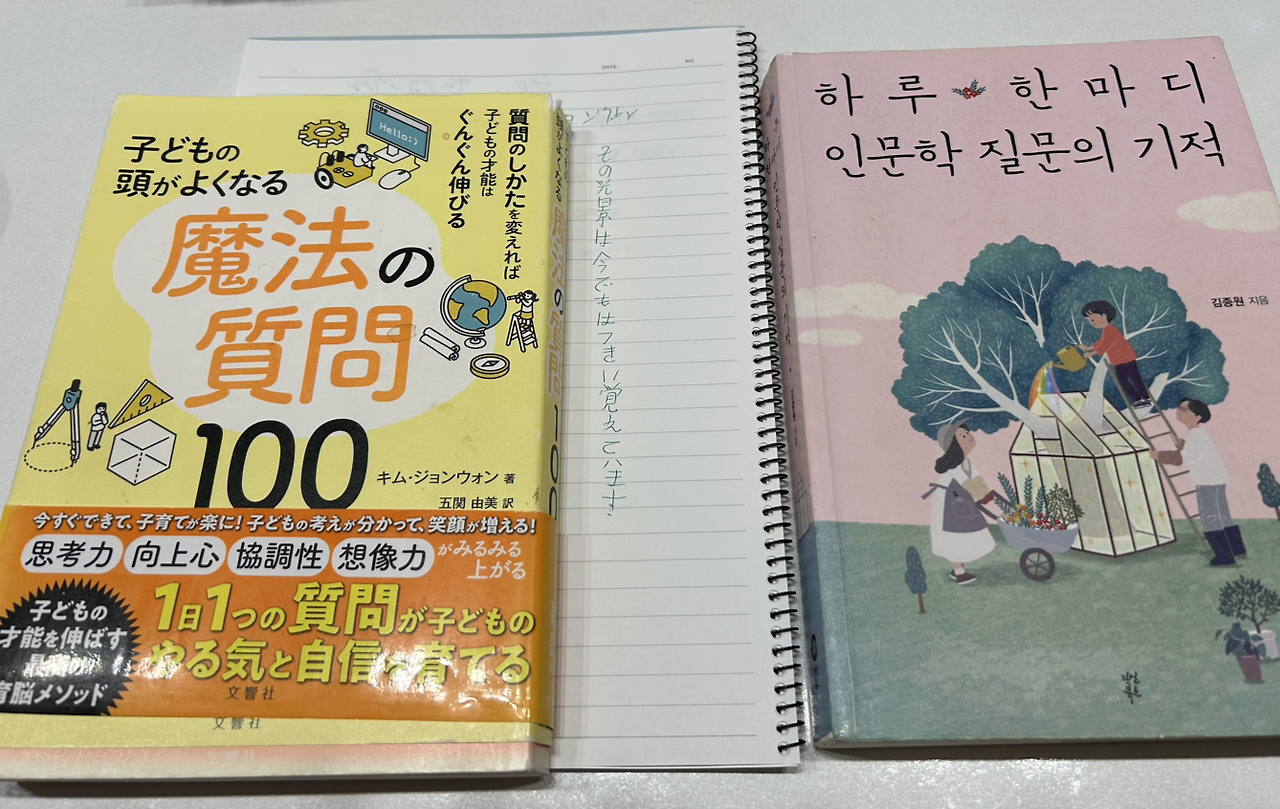 子どもの
頭がよくなる
魔法の
質問
100
質問のしかたを変えれば
子どもの才能は
ぐんぐん伸びる
Hello:)
キム・ジョンウォン 著
五関 由美 訳
今すぐできて、子育てが楽に!子どもの考えが分かって、笑顔が増える!
思考力 向上心 協調性 想像力 がみるみる
上がる
子どもの
才能を伸ばす
育脳メソッド
1日1つの質問が子どもの
やる気と自信を育てる
文響社
文響社
DATE.
NO.
その光景は今でもはっきり覚えています。
하루 한마디
인문학 질문의 기적
김종원 지음